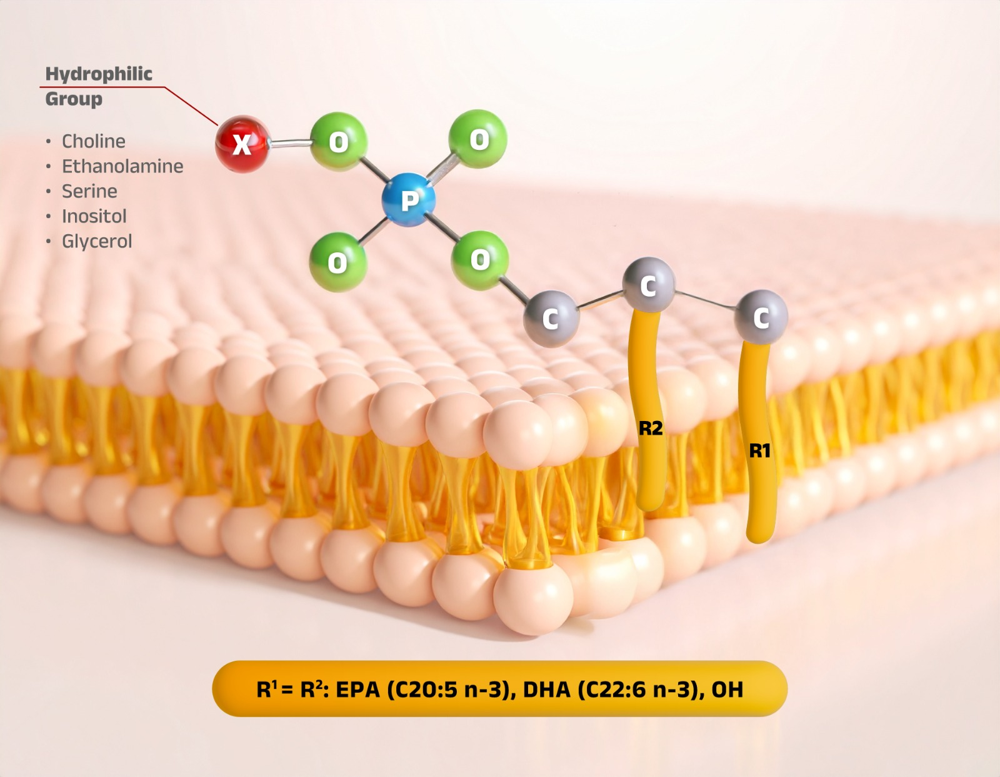 Hydrophilic
Group
• Choline
• Ethanolamine
• Serine
• Inositol
• Glycerol
X
O
O
P
O
O
C
C
C
R2
R1
R¹ = R²: EPA (C20:5 n-3), DHA (C22:6 n-3), OH